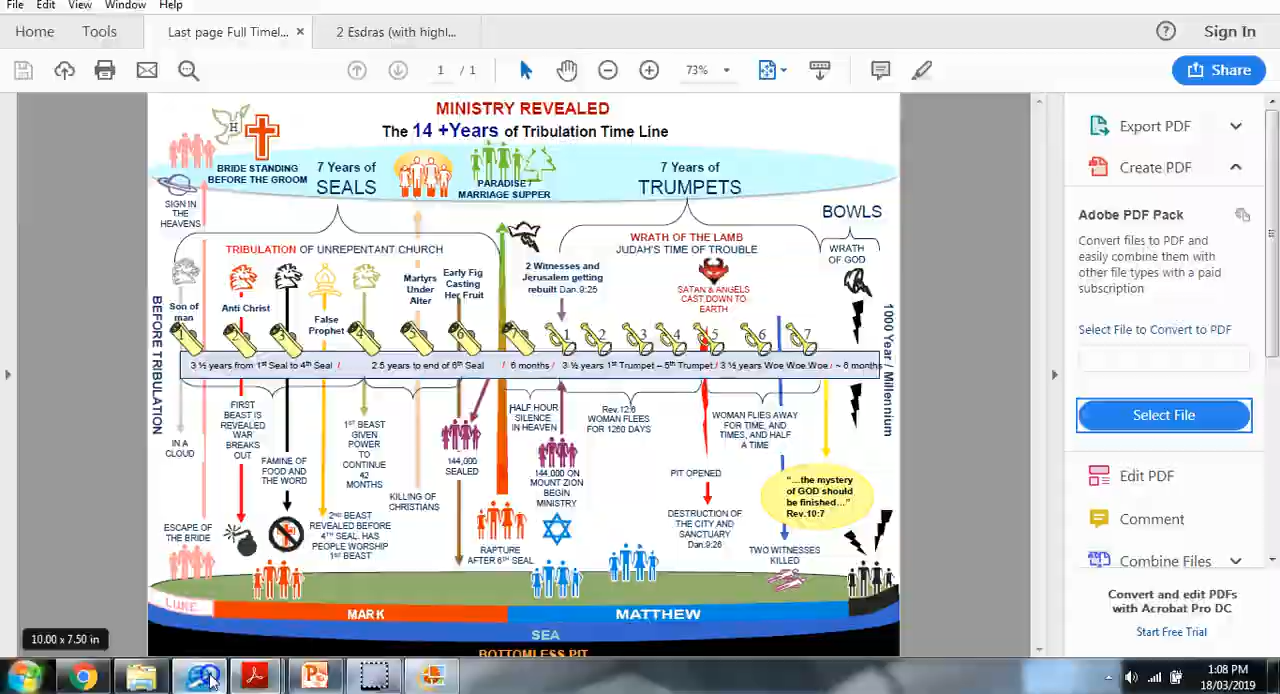 File Edit View Window Help
Home Tools Last page Full Timel... × 2 Esdras (with highl... Sign In
1 / 1 73% Share
MINISTRY REVEALED
The 14 +Years of Tribulation Time Line
H
BRIDE STANDING
BEFORE THE GROOM
7 Years of
SEALS
PARADISE /
MARRIAGE SUPPER
7 Years of
TRUMPETS
SIGN IN
THE
HEAVENS
BOWLS
TRIBULATION OF UNREPENTANT CHURCH
WRATH OF THE LAMB
JUDAH'S TIME OF TROUBLE
WRATH
OF GOD
Son of
man
Anti Christ
False
Prophet
Martyrs
Under
Alter
Early Fig
Casting
Her Fruit
2 Witnesses and
Jerusalem getting
rebuilt Dan.9:25
SATAN & ANGELS
CAST DOWN TO
EARTH
BEFORE TRIBULATION
1000 Year / Millennium
1 2 3 4 1 2 3 4 5 6 7
3 ½ years from 1st Seal to 4th Seal / 2.5 years to end of 6th Seal / 6 months / 3 ½ years 1st Trumpet – 5th Trumpet / 3 ½ years Woe Woe Woe / ~ 6 months
IN A
CLOUD
FIRST
BEAST IS
REVEALED
WAR
BREAKS
OUT
FAMINE OF
FOOD AND
THE WORD
1ST BEAST
GIVEN
POWER
TO
CONTINUE
42
MONTHS
144,000
SEALED
HALF HOUR
SILENCE
IN HEAVEN
144,000 ON
MOUNT ZION
BEGIN
MINISTRY
WOMAN FLEES
FOR 1260 DAYS
WOMAN FLIES AWAY
FOR TIME, AND
TIMES, AND HALF
A TIME
PIT OPENED
"…the mystery
of GOD should
be finished…"
Rev.10:7
ESCAPE OF
THE BRIDE
2ND BEAST
REVEALED BEFORE
4TH SEAL. HAS
PEOPLE WORSHIP
1ST BEAST
KILLING OF
CHRISTIANS
RAPTURE
AFTER 6TH SEAL
DESTRUCTION OF
THE CITY AND
SANCTUARY
Dan.9:26
TWO WITNESSES
KILLED
LUKE MARK MATTHEW
SEA
BOTTOMLESS PIT
10.00 x 7.50 in
Export PDF
Create PDF
Adobe PDF Pack
Convert files to PDF and
easily combine them with
other file types with a paid
subscription
Select File to Convert to PDF
Select File
Edit PDF
Comment
Combine Files
Convert and edit PDFs
with Acrobat Pro DC
Start Free Trial
1:08 PM
18/03/2019